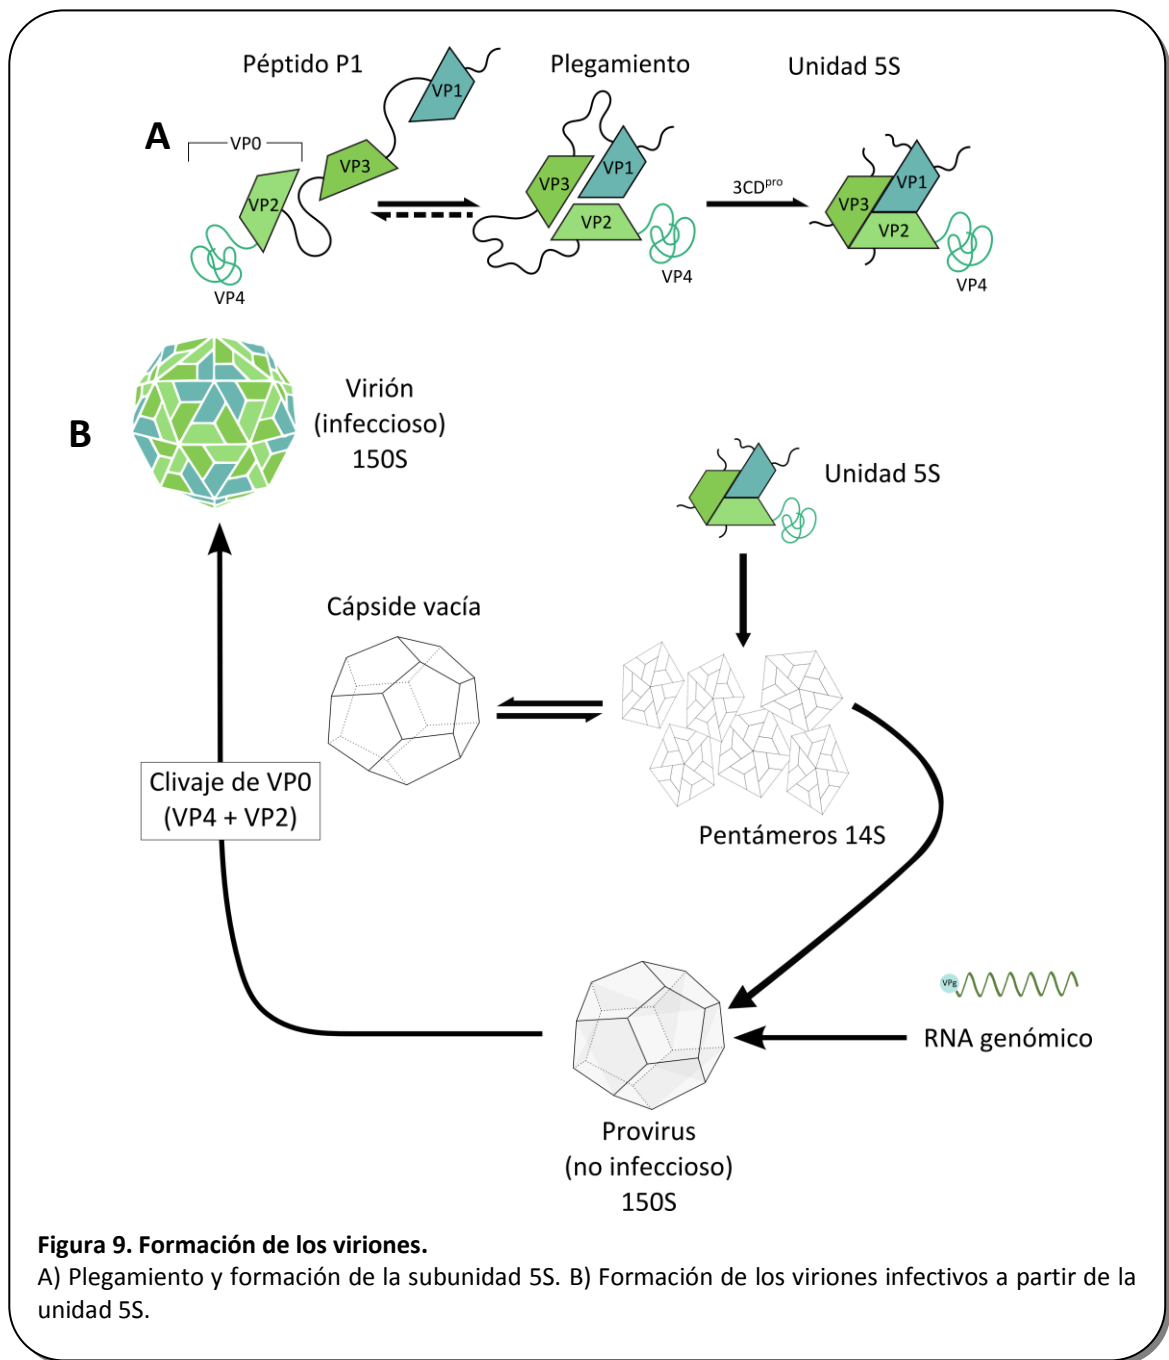 Péptido P1
Plegamiento
Unidad 5S
A
VP0
VP1
VP3
VP2
VP4
VP3
VP1
VP2
VP4
3CDpro
VP3
VP1
VP2
VP4
B
Virión
(infeccioso)
150S
Unidad 5S
Cápside vacía
Clivaje de VP0
(VP4 + VP2)
Pentámeros 14S
VPg
RNA genómico
Provirus
(no infeccioso)
150S
Figura 9. Formación de los viriones.
A) Plegamiento y formación de la subunidad 5S. B) Formación de los viriones infectivos a partir de la
unidad 5S.